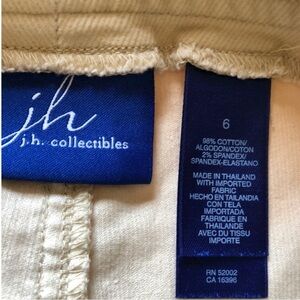 jh
j.h. collectibles
6
98% COTTON/
ALGODON/COTON
2% SPANDEX/
SPANDEX-ELASTANO
MADE IN THAILAND
WITH IMPORTED
FABRIC
HECHO EN TAILANDIA
CON TELA
IMPORTADA
FABRIQUE EN
THAILANDE
AVEC DU TISSU
IMPORTE
RN 52002
CA 16396